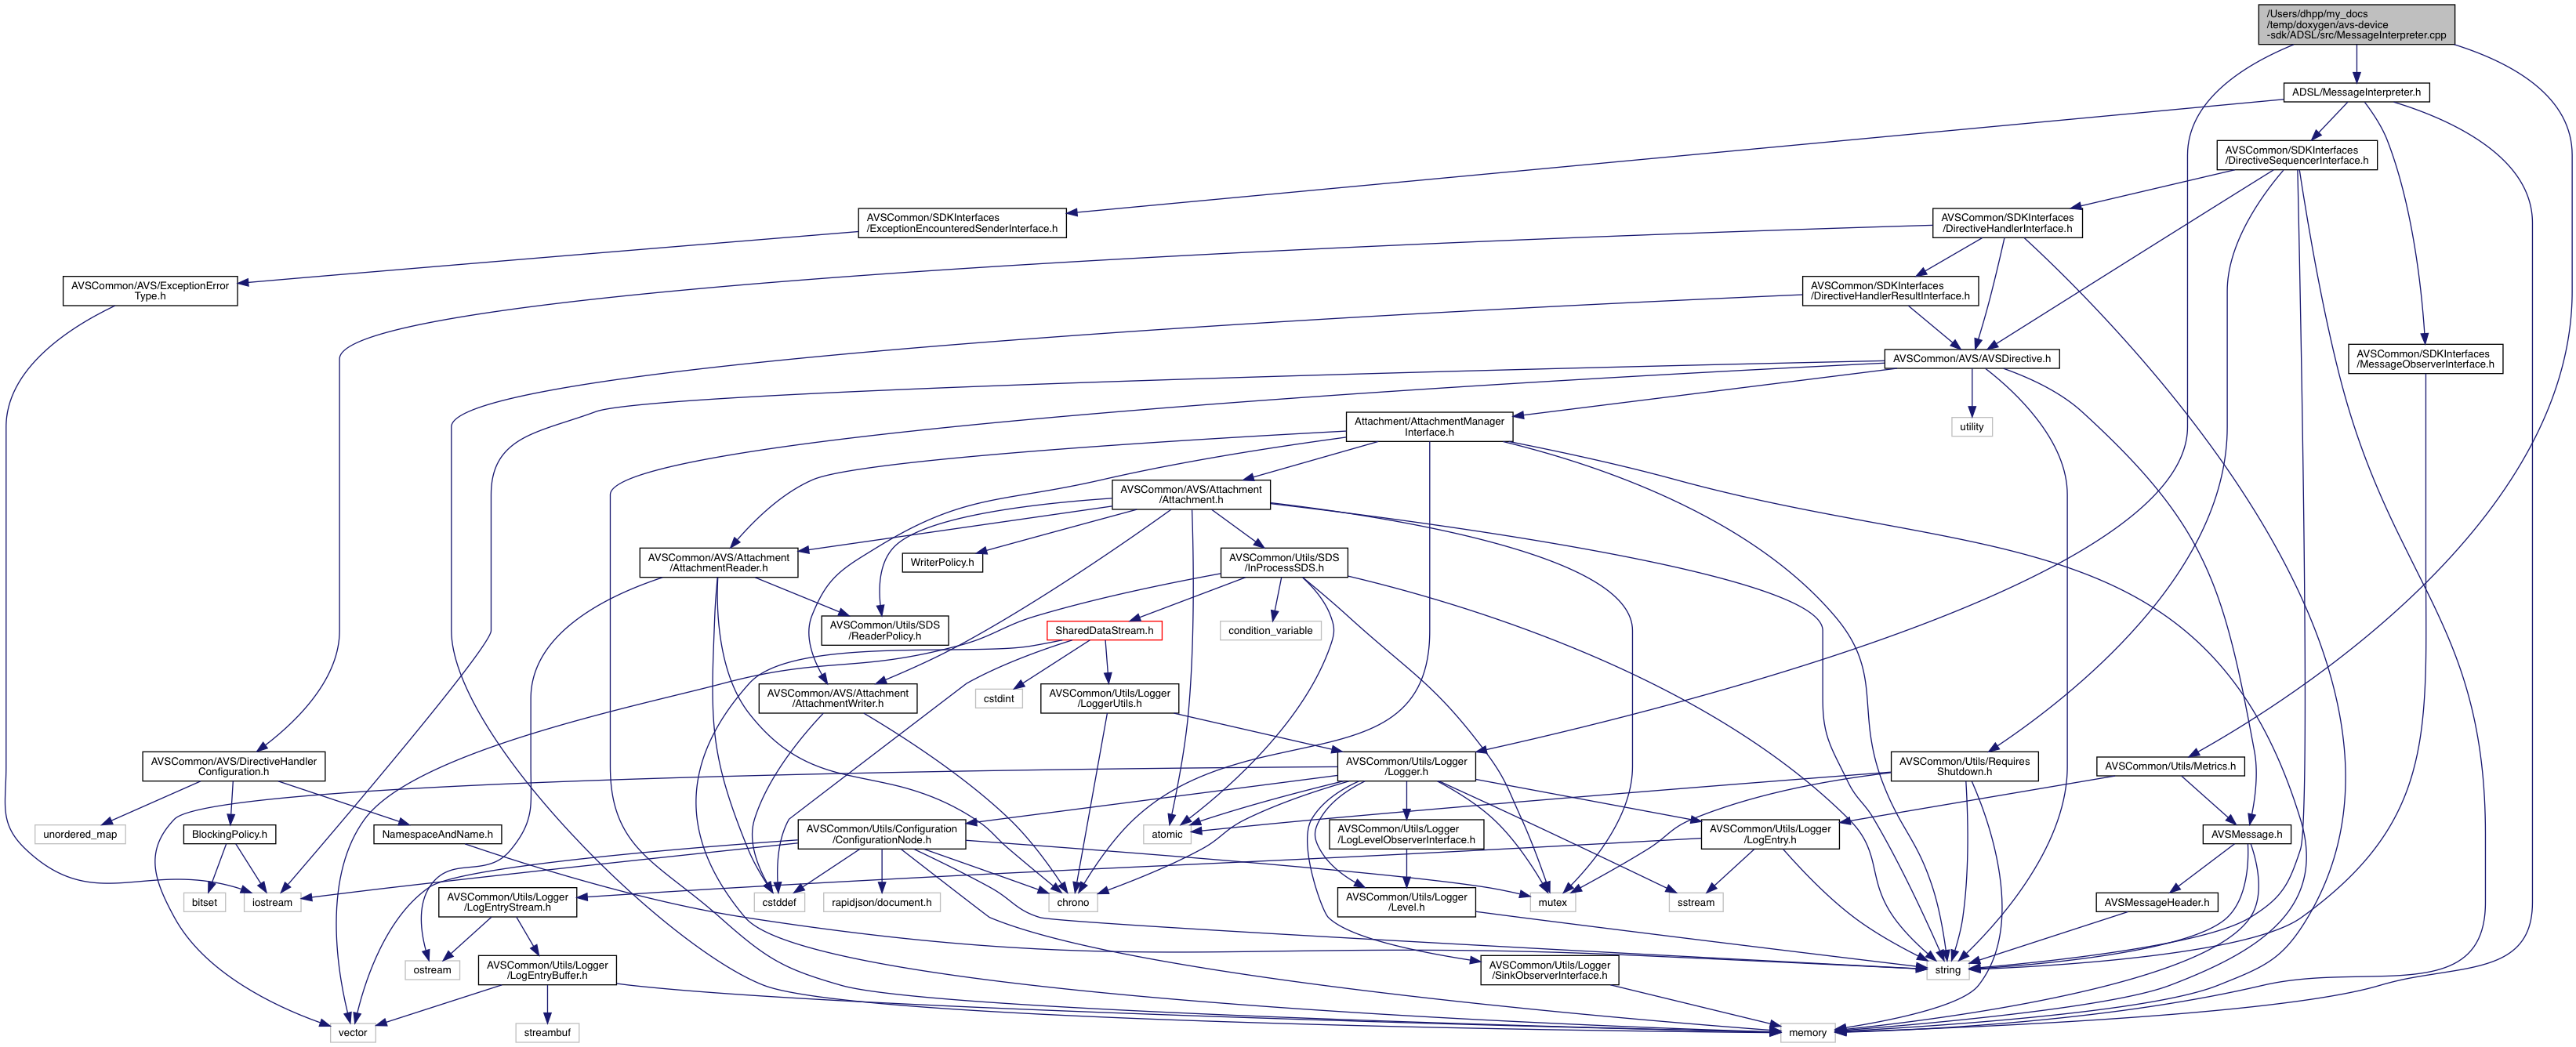 /Users/dhpp/my_docs
/temp/doxygen/avs-device
-sdk/ADSL/src/MessageInterpreter.cpp
ADSL/MessageInterpreter.h
AVSCommon/SDKInterfaces
/DirectiveSequencerInterface.h
AVSCommon/SDKInterfaces
/ExceptionEncounteredSenderInterface.h
AVSCommon/SDKInterfaces
/DirectiveHandlerInterface.h
AVSCommon/AVS/ExceptionError
Type.h
AVSCommon/SDKInterfaces
/DirectiveHandlerResultInterface.h
AVSCommon/AVS/AVSDirective.h
AVSCommon/SDKInterfaces
/MessageObserverInterface.h
Attachment/AttachmentManager
Interface.h
utility
AVSCommon/AVS/Attachment
/Attachment.h
AVSCommon/AVS/Attachment
/AttachmentReader.h
WriterPolicy.h
AVSCommon/Utils/SDS
/InProcessSDS.h
AVSCommon/Utils/SDS
/ReaderPolicy.h
SharedDataStream.h
condition_variable
AVSCommon/AVS/Attachment
/AttachmentWriter.h
cstdint
AVSCommon/Utils/Logger
/LoggerUtils.h
AVSCommon/AVS/DirectiveHandler
Configuration.h
AVSCommon/Utils/Logger
/Logger.h
AVSCommon/Utils/Requires
Shutdown.h
AVSCommon/Utils/Metrics.h
unordered_map
BlockingPolicy.h
NamespaceAndName.h
AVSCommon/Utils/Configuration
/ConfigurationNode.h
atomic
AVSCommon/Utils/Logger
/LogLevelObserverInterface.h
AVSCommon/Utils/Logger
/LogEntry.h
AVSMessage.h
bitset
iostream
AVSCommon/Utils/Logger
/LogEntryStream.h
cstddef
rapidjson/document.h
chrono
AVSCommon/Utils/Logger
/Level.h
mutex
sstream
AVSMessageHeader.h
ostream
AVSCommon/Utils/Logger
/LogEntryBuffer.h
AVSCommon/Utils/Logger
/SinkObserverInterface.h
string
vector
streambuf
memory